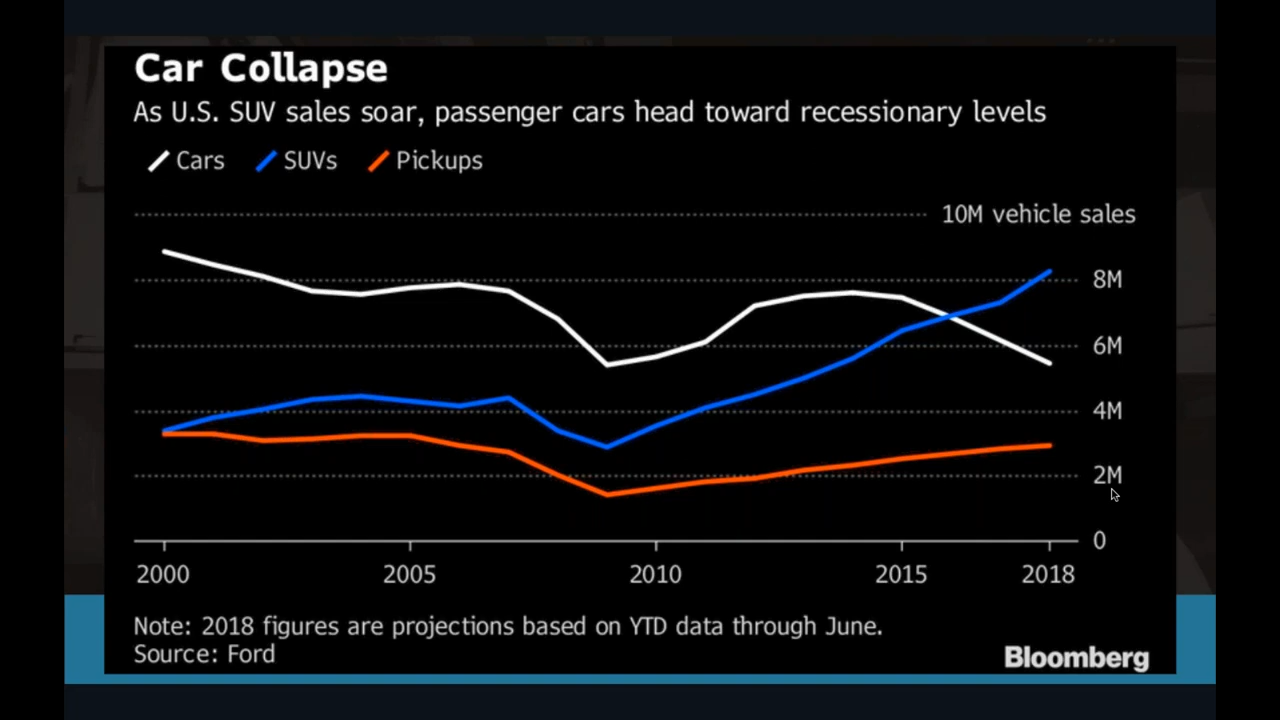 Car Collapse
As U.S. SUV sales soar, passenger cars head toward recessionary levels
Cars SUVs Pickups
10M vehicle sales
8M
6M
4M
2M
0
2000 2005 2010 2015 2018
Note: 2018 figures are projections based on YTD data through June.
Source: Ford
Bloomberg